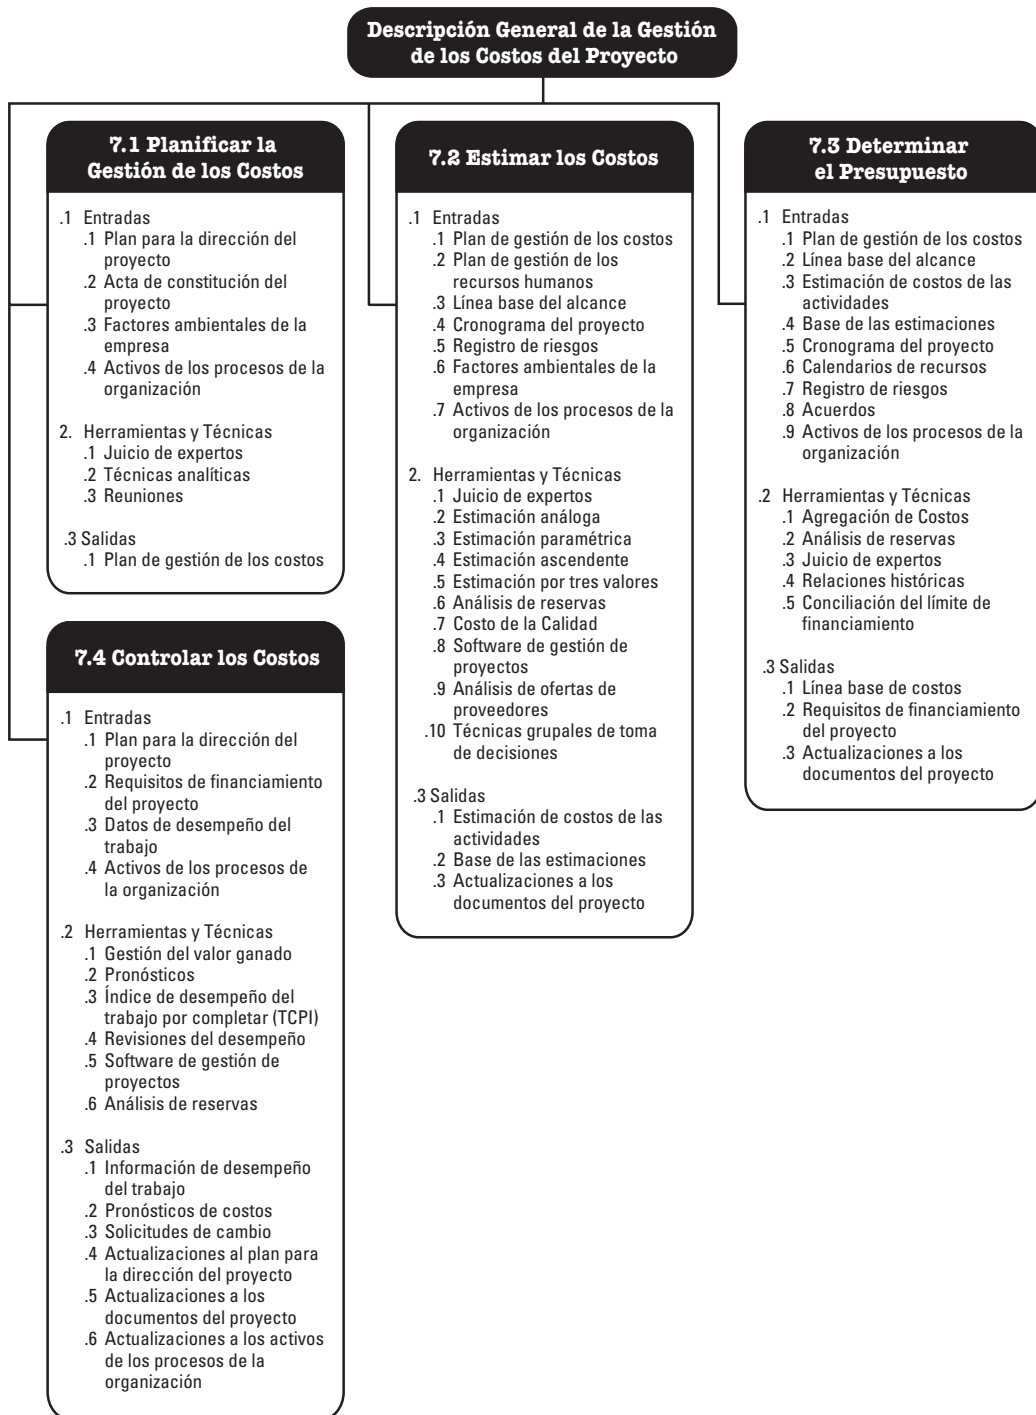 Descripción General de la Gestión
de los Costos del Proyecto
7.1 Planificar la
Gestión de los Costos
.1 Entradas
.1 Plan para la dirección del
proyecto
.2 Acta de constitución del
proyecto
.3 Factores ambientales de la
empresa
.4 Activos de los procesos de la
organización
2. Herramientas y Técnicas
.1 Juicio de expertos
.2 Técnicas analíticas
.3 Reuniones
.3 Salidas
.1 Plan de gestión de los costos
7.2 Estimar los Costos
.1 Entradas
.1 Plan de gestión de los costos
.2 Plan de gestión de los
recursos humanos
.3 Línea base del alcance
.4 Cronograma del proyecto
.5 Registro de riesgos
.6 Factores ambientales de la
empresa
.7 Activos de los procesos de la
organización
2. Herramientas y Técnicas
.1 Juicio de expertos
.2 Estimación análoga
.3 Estimación paramétrica
.4 Estimación ascendente
.5 Estimación por tres valores
.6 Análisis de reservas
.7 Costo de la Calidad
.8 Software de gestión de
proyectos
.9 Análisis de ofertas de
proveedores
.10 Técnicas grupales de toma
de decisiones
.3 Salidas
.1 Estimación de costos de las
actividades
.2 Base de las estimaciones
.3 Actualizaciones a los
documentos del proyecto
7.3 Determinar
el Presupuesto
.1 Entradas
.1 Plan de gestión de los costos
.2 Línea base del alcance
.3 Estimación de costos de las
actividades
.4 Base de las estimaciones
.5 Cronograma del proyecto
.6 Calendarios de recursos
.7 Registro de riesgos
.8 Acuerdos
.9 Activos de los procesos de la
organización
.2 Herramientas y Técnicas
.1 Agregación de Costos
.2 Análisis de reservas
.3 Juicio de expertos
.4 Relaciones históricas
.5 Conciliación del límite de
financiamiento
.3 Salidas
.1 Línea base de costos
.2 Requisitos de financiamiento
del proyecto
.3 Actualizaciones a los
documentos del proyecto
7.4 Controlar los Costos
.1 Entradas
.1 Plan para la dirección del
proyecto
.2 Requisitos de financiamiento
del proyecto
.3 Datos de desempeño del
trabajo
.4 Activos de los procesos de
la organización
.2 Herramientas y Técnicas
.1 Gestión del valor ganado
.2 Pronósticos
.3 Índice de desempeño del
trabajo por completar (TCPI)
.4 Revisiones del desempeño
.5 Software de gestión de
proyectos
.6 Análisis de reservas
.3 Salidas
.1 Información de desempeño
del trabajo
.2 Pronósticos de costos
.3 Solicitudes de cambio
.4 Actualizaciones al plan para
la dirección del proyecto
.5 Actualizaciones a los
documentos del proyecto
.6 Actualizaciones a los activos
de los procesos de la
organización